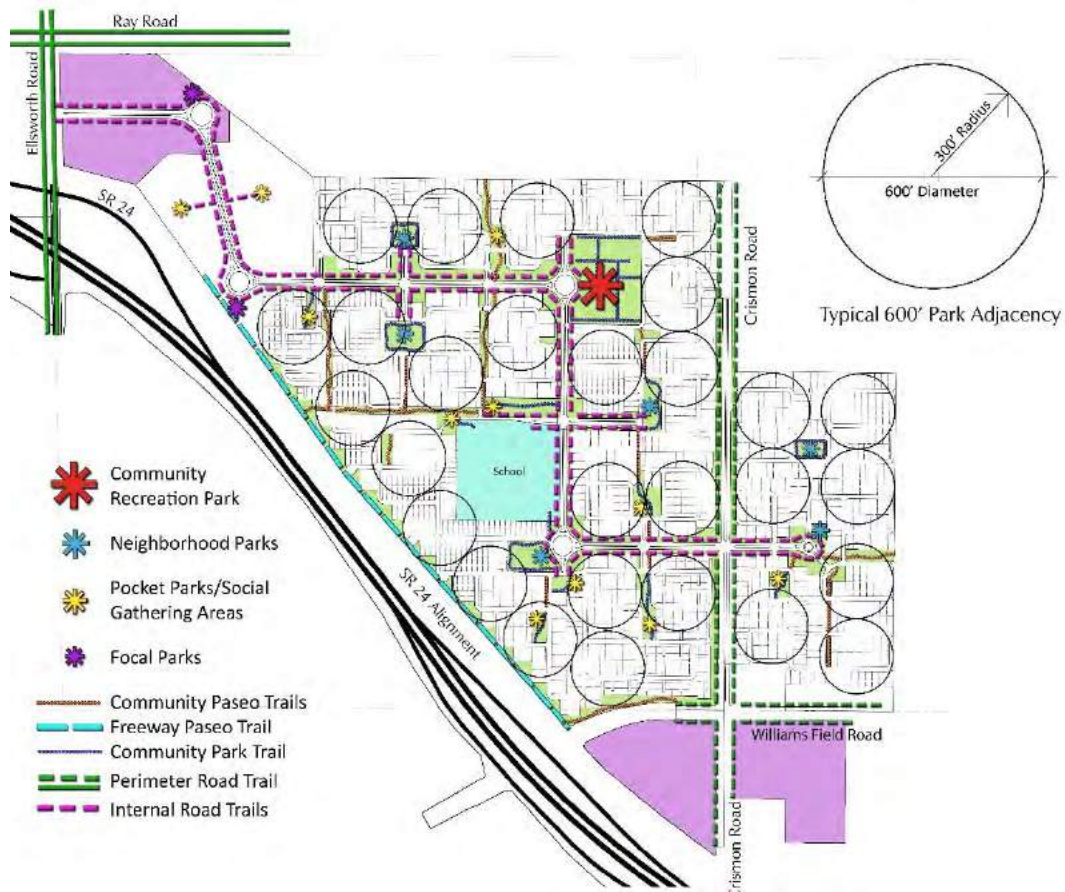 Ray Road
Ellsworth Road
SR 24
300' Radius
600' Diameter
Typical 600' Park Adjacency
Crismon Road
School
Community
Recreation Park
Neighborhood Parks
Pocket Parks/Social
Gathering Areas
Focal Parks
SR 24 Alignment
Community Paseo Trails
Freeway Paseo Trail
Community Park Trail
Perimeter Road Trail
Internal Road Trails
Williams Field Road
Crismon Road